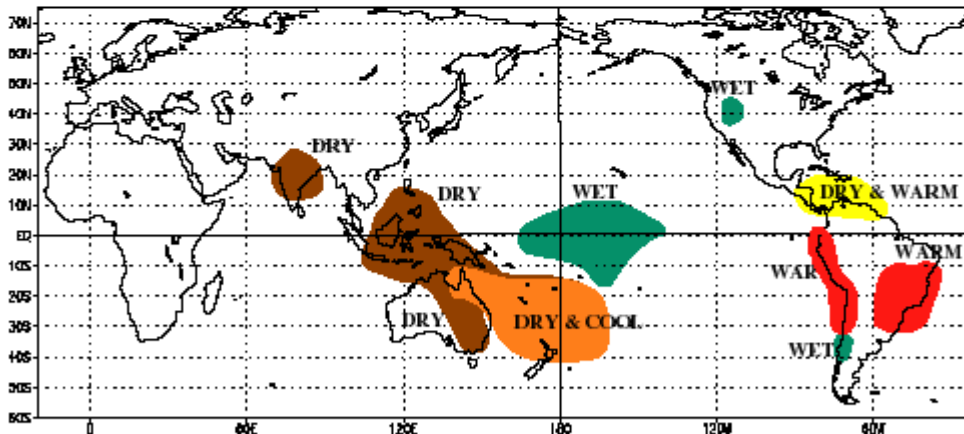 70N
60N
50N
WET
40N
30N
DRY
20N
DRY
WET
DRY & WARM
10N
EQ
WARM
10S
WAR
20S
30S
DRY
DRY & COOL
WET
40S
50S
60S
0
60E
120E
180
120W
60W